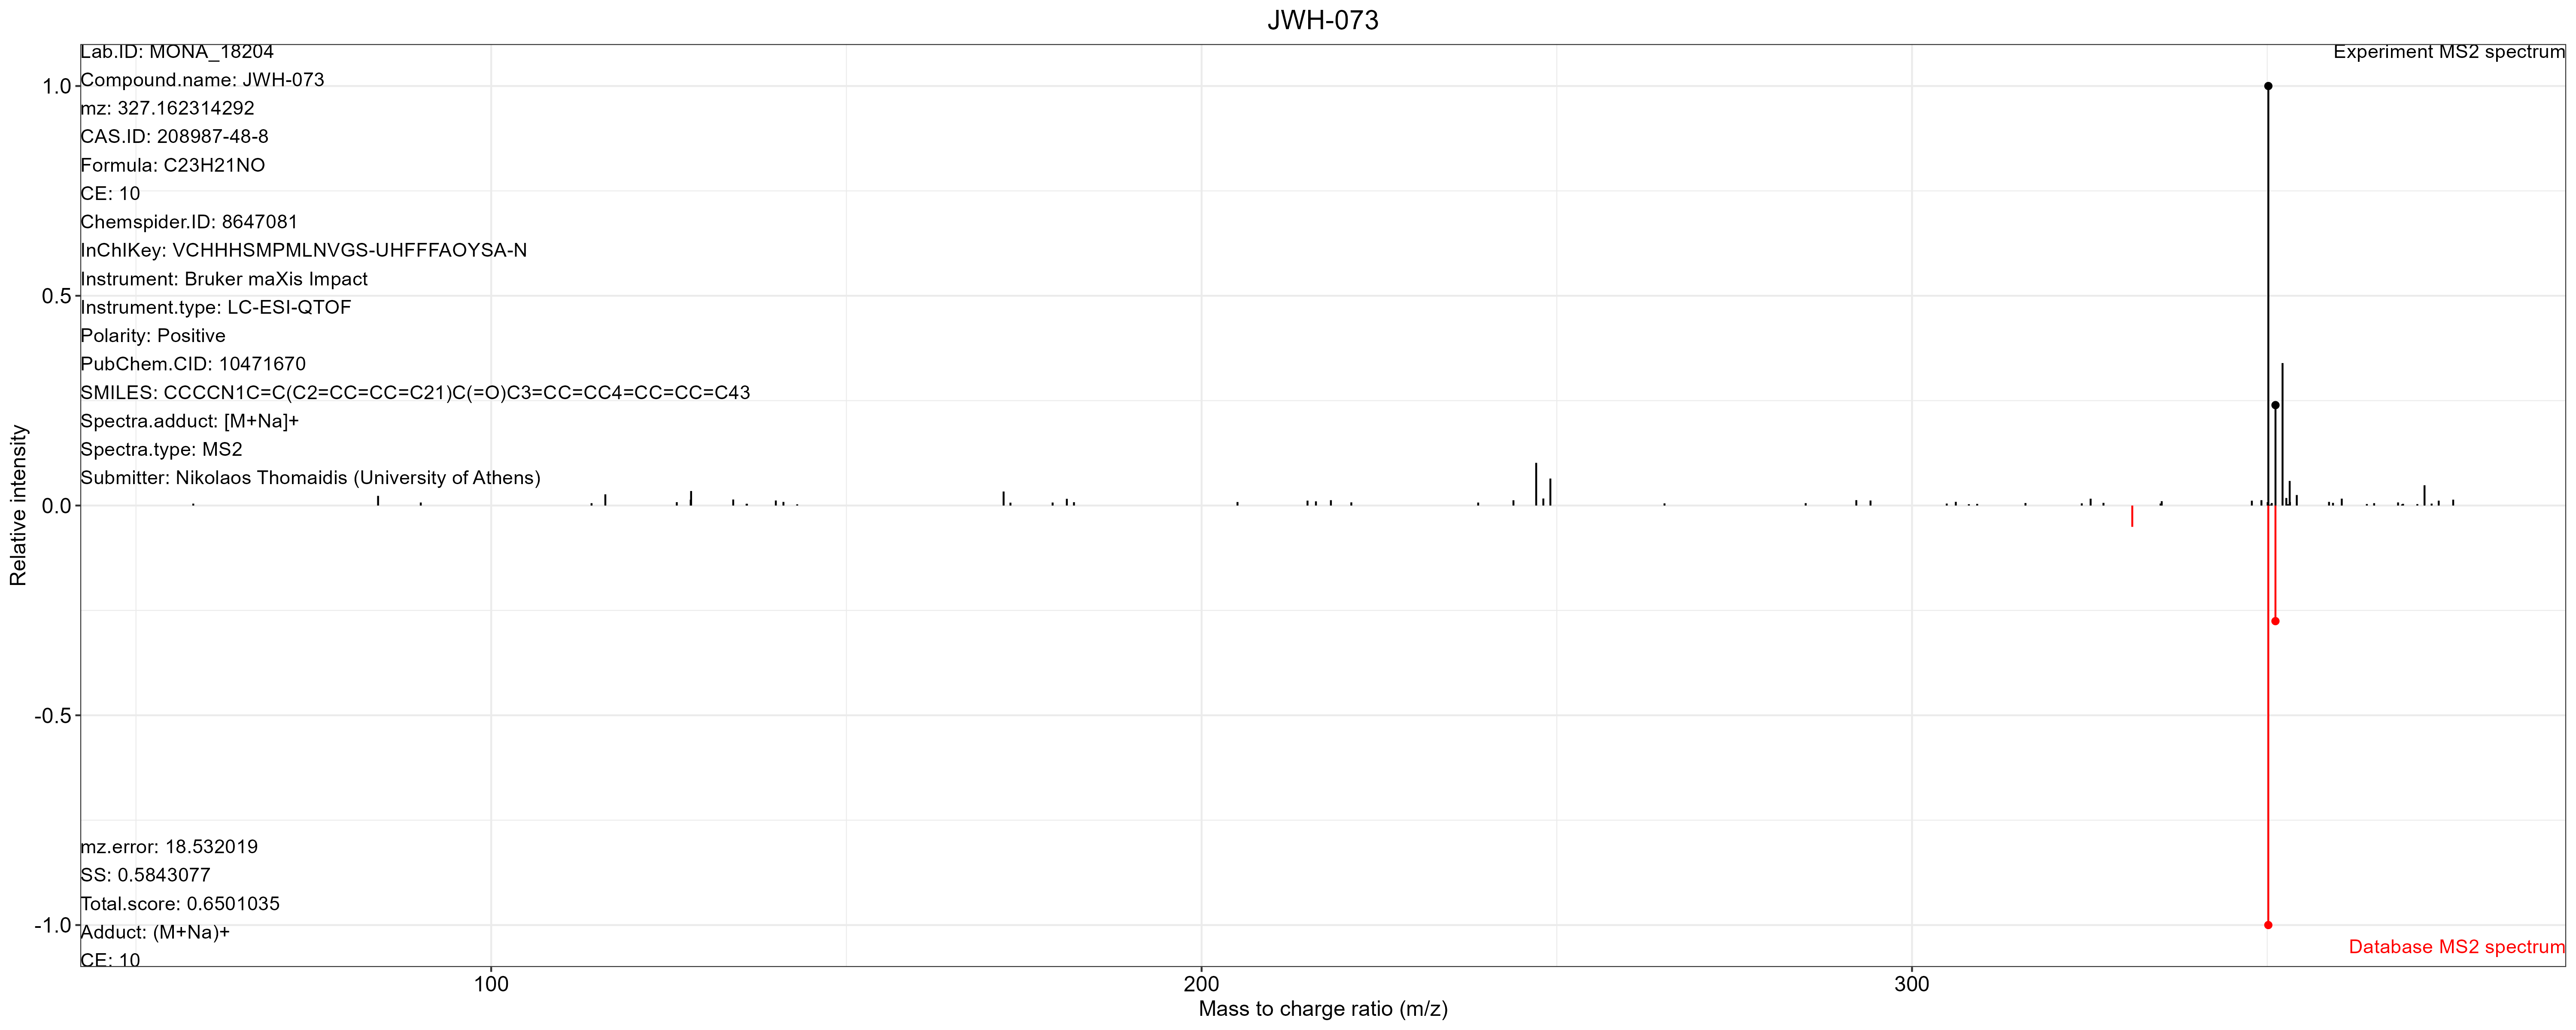 JWH-073
Lab.ID: MONA_18204
Experiment MS2 spectrum
Compound.name: JWH-073
mz: 327.162314292
CAS.ID: 208987-48-8
Formula: C23H21NO
CE: 10
Chemspider.ID: 8647081
InChIKey: VCHHHSMPMLNVGS-UHFFFAOYSA-N
Instrument: Bruker maXis Impact
Instrument.type: LC-ESI-QTOF
Polarity: Positive
PubChem.CID: 10471670
SMILES: CCCCN1C=C(C2=CC=CC=C21)C(=O)C3=CC=CC4=CC=CC=C43
Spectra.adduct: [M+Na]+
Spectra.type: MS2
Submitter: Nikolaos Thomaidis (University of Athens)
1.0
0.5
0.0
-0.5
-1.0
Relative intensity
mz.error: 18.532019
SS: 0.5843077
Total.score: 0.6501035
Adduct: (M+Na)+
CE: 10
Database MS2 spectrum
100
200
300
Mass to charge ratio (m/z)